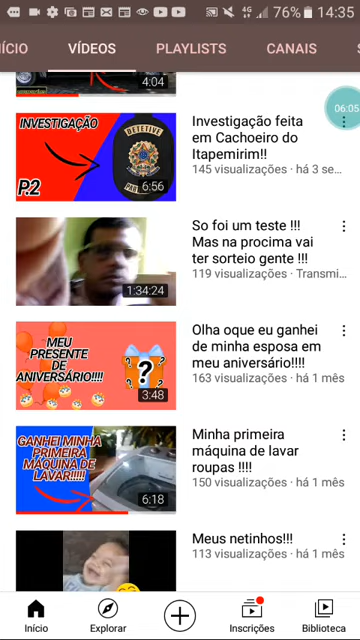 4G
76%
14:35
ÍCIO
VÍDEOS
PLAYLISTS
CANAIS
S
4:04
06:05
INVESTIGAÇÃO
DETETIVE
P.2
6:56
Investigação feita
em Cachoeiro do
Itapemirim!!
145 visualizações · há 3 se...
1:34:24
So foi um teste !!!
Mas na procima vai
ter sorteio gente !!!
119 visualizações · Transmi...
MEU
PRESENTE
DE
ANIVERSÁRIO!!!!
?
3:48
Olha oque eu ganhei
de minha esposa em
meu aniversário!!!!
163 visualizações · há 1 mês
GANHEI MINHA
PRIMEIRA
MÁQUINA DE
LAVAR!!!!!
6:18
Minha primeira
máquina de lavar
roupas !!!!
150 visualizações · há 1 mês
Meus netinhos!!!
113 visualizações · há 1 mês
Início
Explorar
Inscrições
Biblioteca